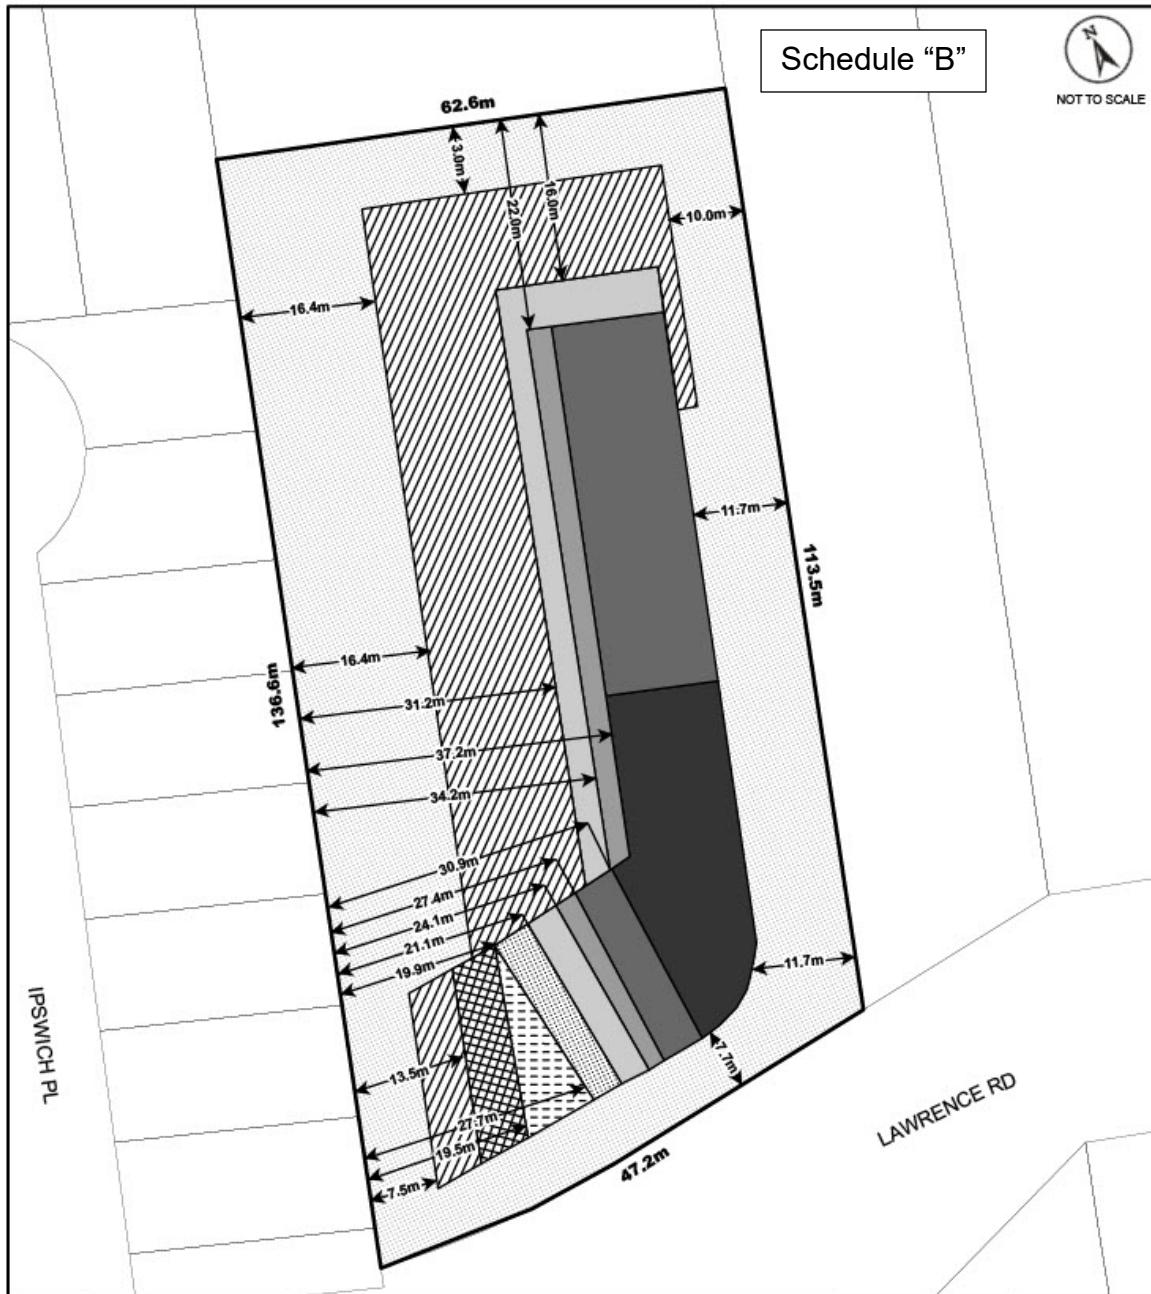 Schedule “B”
N
NOT TO SCALE
62.6m
3.0m
22.0m
16.0m
10.0m
16.4m
11.7m
113.5m
16.4m
136.6m
31.2m
37.2m
34.2m
30.9m
27.4m
24.1m
21.1m
19.9m
11.7m
IPSWICH PL
13.5m
7.7m
27.7m
19.5m
7.5m
47.2m
LAWRENCE RD